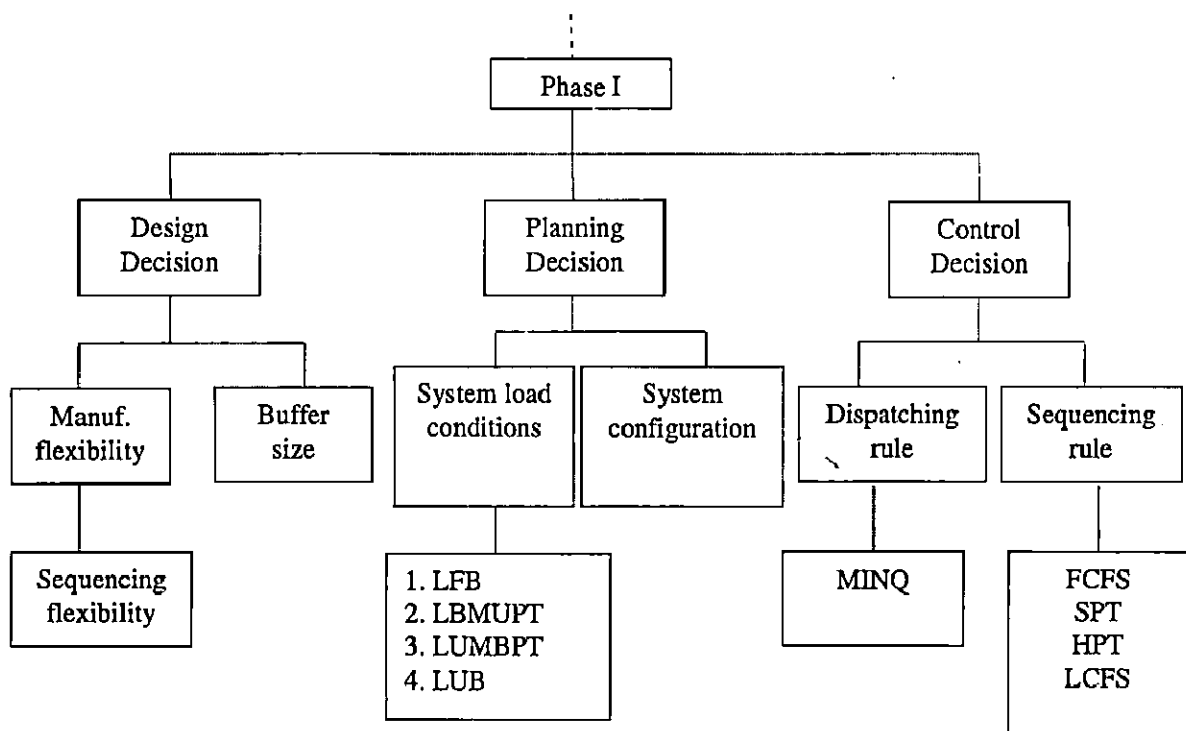 Phase I
Design
Decision
Planning
Decision
Control
Decision
Manuf.
flexibility
Buffer
size
System load
conditions
System
configuration
Dispatching
rule
Sequencing
rule
Sequencing
flexibility
1. LFB
2. LBMUPT
3. LUMBPT
4. LUB
MINQ
FCFS
SPT
HPT
LCFS